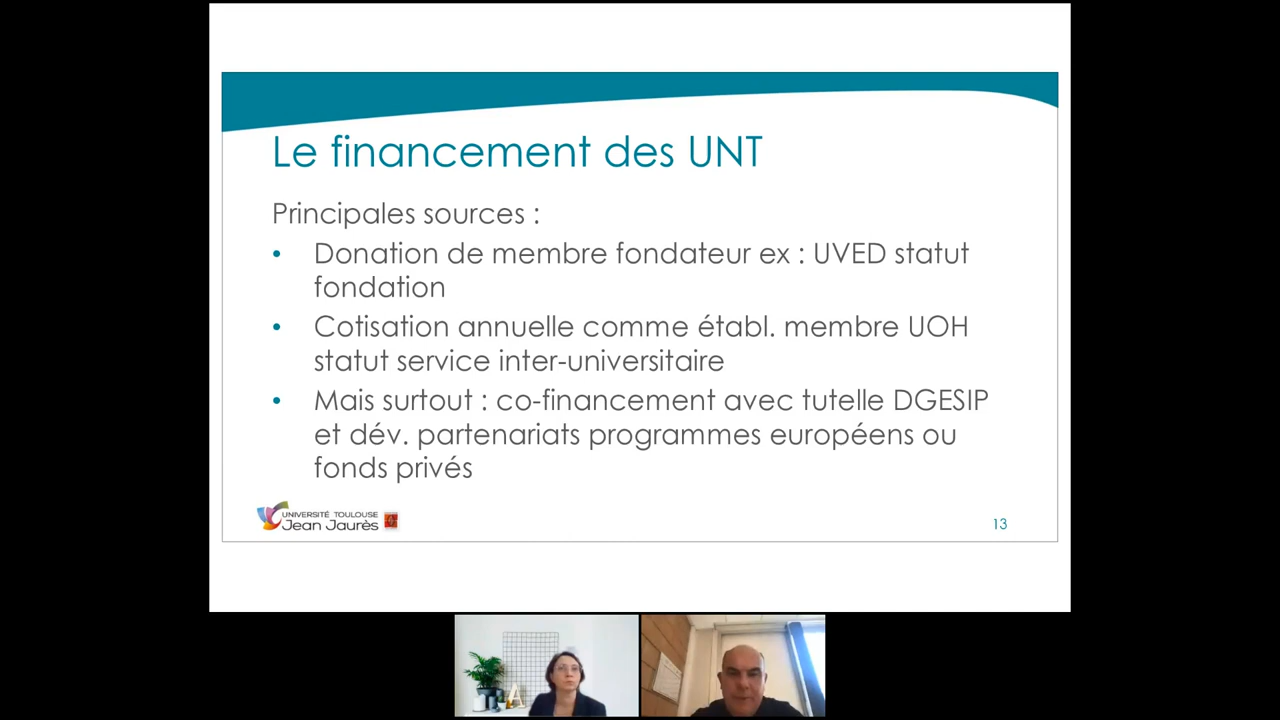 Le financement des UNT
Principales sources :
• Donation de membre fondateur ex : UVED statut
fondation
• Cotisation annuelle comme établ. membre UOH
statut service inter-universitaire
• Mais surtout : co-financement avec tutelle DGESIP
et dév. partenariats programmes européens ou
fonds privés
UNIVERSITÉ TOULOUSE
Jean Jaurès
13
A